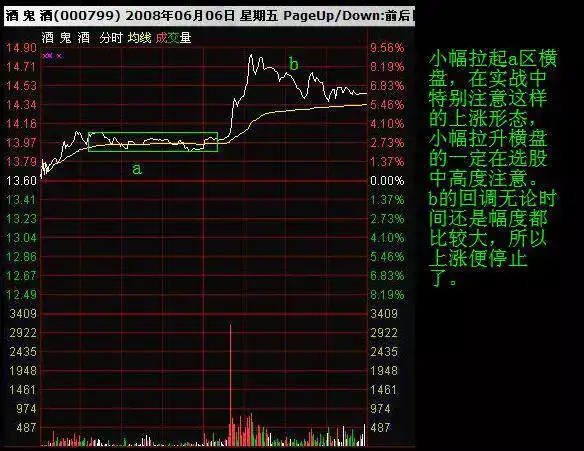 酒 鬼 酒(000799) 2008年06月06日 星期五 PageUp/Down:前后
酒 鬼 酒 分时 均线 成交量
14.90 9.56%
14.71 8.19%
14.53 6.83%
14.34 5.46%
14.16 4.10%
13.97 2.73%
13.79 1.37%
13.60 0.00%
13.41 1.37%
13.23 2.73%
13.04 4.10%
12.86 5.46%
12.67 6.83%
12.49 8.19%
3409 3409
2922 2922
2435 2435
1948 1948
1461 1461
974 974
487 487
a
b
小幅拉起a区横
盘，在实战中
特别注意这样
的上涨形态，
小幅拉升横盘
的一定在选股
中高度注意。
b的回调无论时
间还是幅度都
比较大，所以
上涨便停止
了。